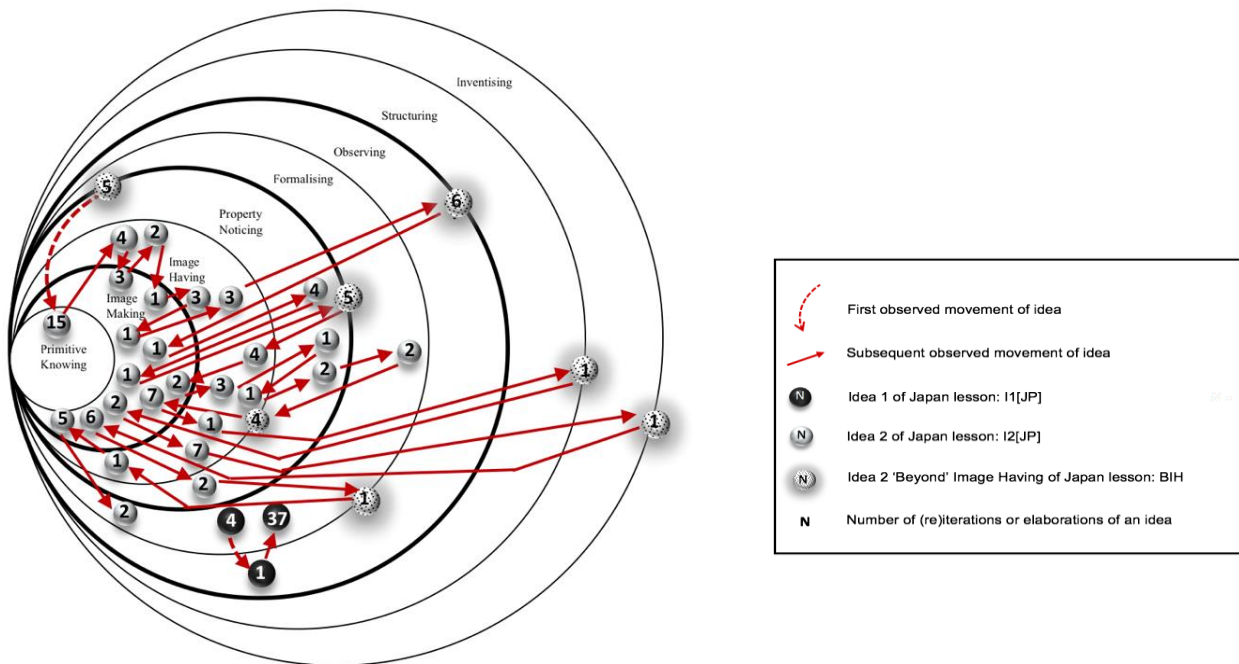 Inventising
Structuring
Observing
Formalising
Property
Noticing
Image
Having
Image
Making
Primitive
Knowing
5
6
4
2
3
1
3
3
15
4
5
1
1
1
2
4
1
2
3
2
1
7
2
1
4
5
6
1
7
1
1
2
1
2
4
37
1
First observed movement of idea
Subsequent observed movement of idea
N Idea 1 of Japan lesson: I1[JP]
N Idea 2 of Japan lesson: I2[JP]
N Idea 2 'Beyond' Image Having of Japan lesson: BIH
N Number of (re)iterations or elaborations of an idea